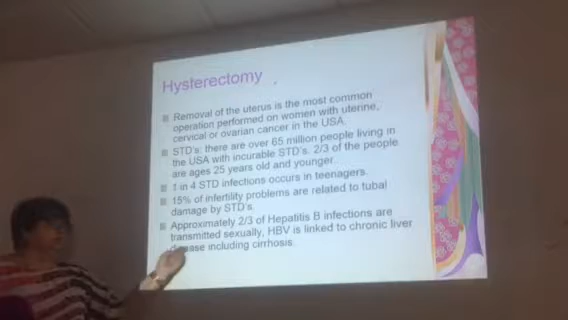 Hysterectomy
Removal of the uterus is the most common
operation performed on women with uterine,
cervical or ovarian cancer in the USA.
STD's: there are over 65 million people living in
the USA with incurable STD's. 2/3 of the people
are ages 25 years old and younger.
1 in 4 STD infections occurs in teenagers.
15% of infertility problems are related to tubal
damage by STD's.
Approximately 2/3 of Hepatitis B infections are
transmitted sexually, HBV is linked to chronic liver
disease including cirrhosis.